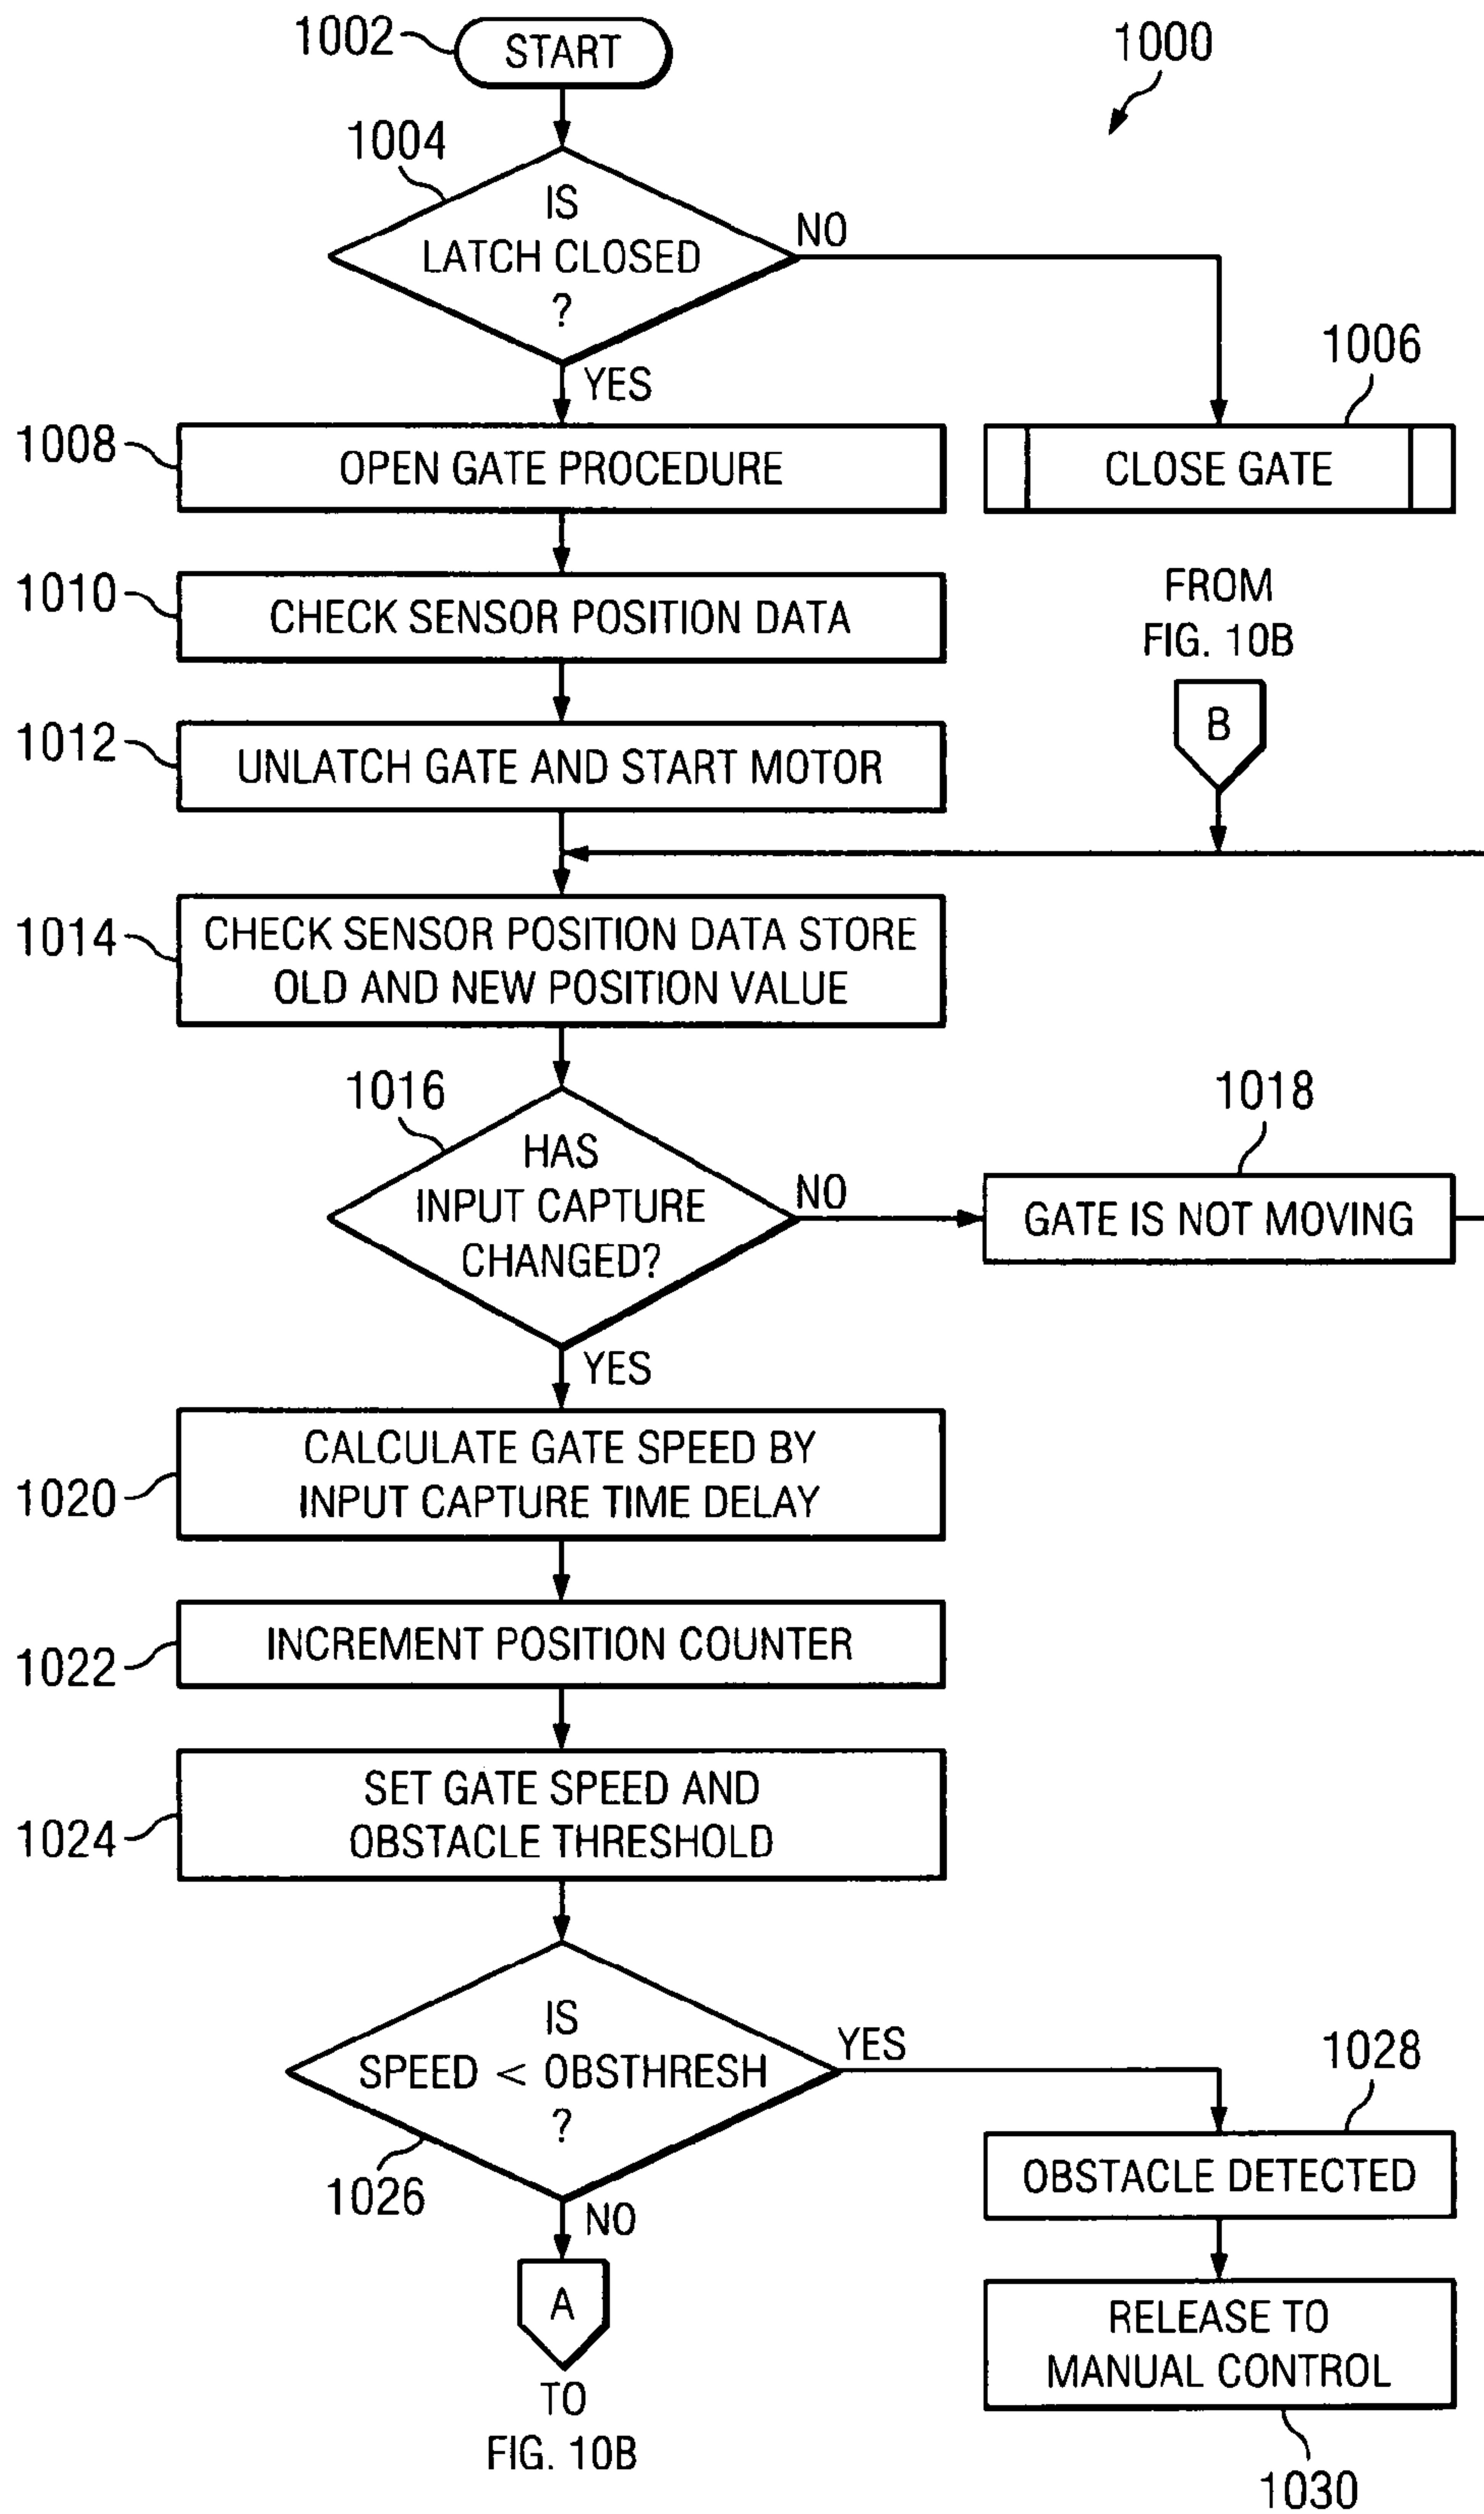 1002
START
1000
1004
IS
LATCH CLOSED
?
NO
YES
1006
1008
OPEN GATE PROCEDURE
CLOSE GATE
1010
CHECK SENSOR POSITION DATA
FROM
FIG. 10B
B
1012
UNLATCH GATE AND START MOTOR
1014
CHECK SENSOR POSITION DATA STORE
OLD AND NEW POSITION VALUE
1016
HAS
INPUT CAPTURE
CHANGED?
NO
1018
GATE IS NOT MOVING
YES
1020
CALCULATE GATE SPEED BY
INPUT CAPTURE TIME DELAY
1022
INCREMENT POSITION COUNTER
1024
SET GATE SPEED AND
OBSTACLE THRESHOLD
IS
SPEED < OBSTHRESH
?
YES
1026
NO
1028
OBSTACLE DETECTED
A
TO
FIG. 10B
RELEASE TO
MANUAL CONTROL
1030